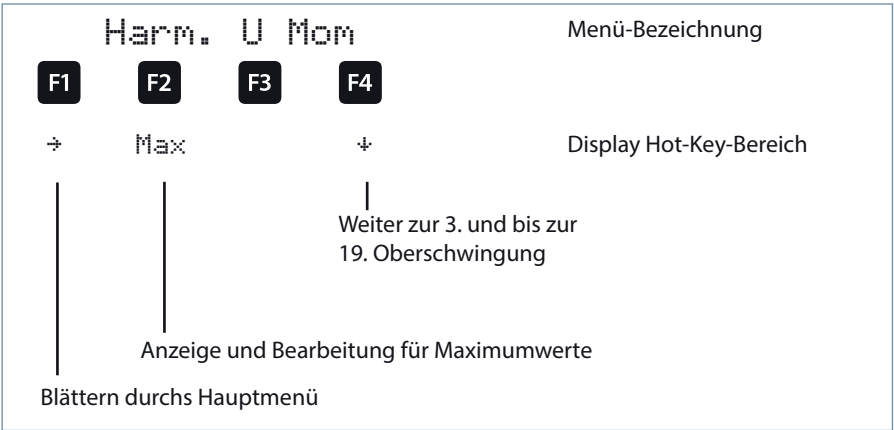 Harm. U Mom
Menü-Bezeichnung
F1 F2 F3 F4
→ Max ↓
Display Hot-Key-Bereich
Weiter zur 3. und bis zur
19. Oberschwingung
Anzeige und Bearbeitung für Maximumwerte
Blättern durchs Hauptmenü